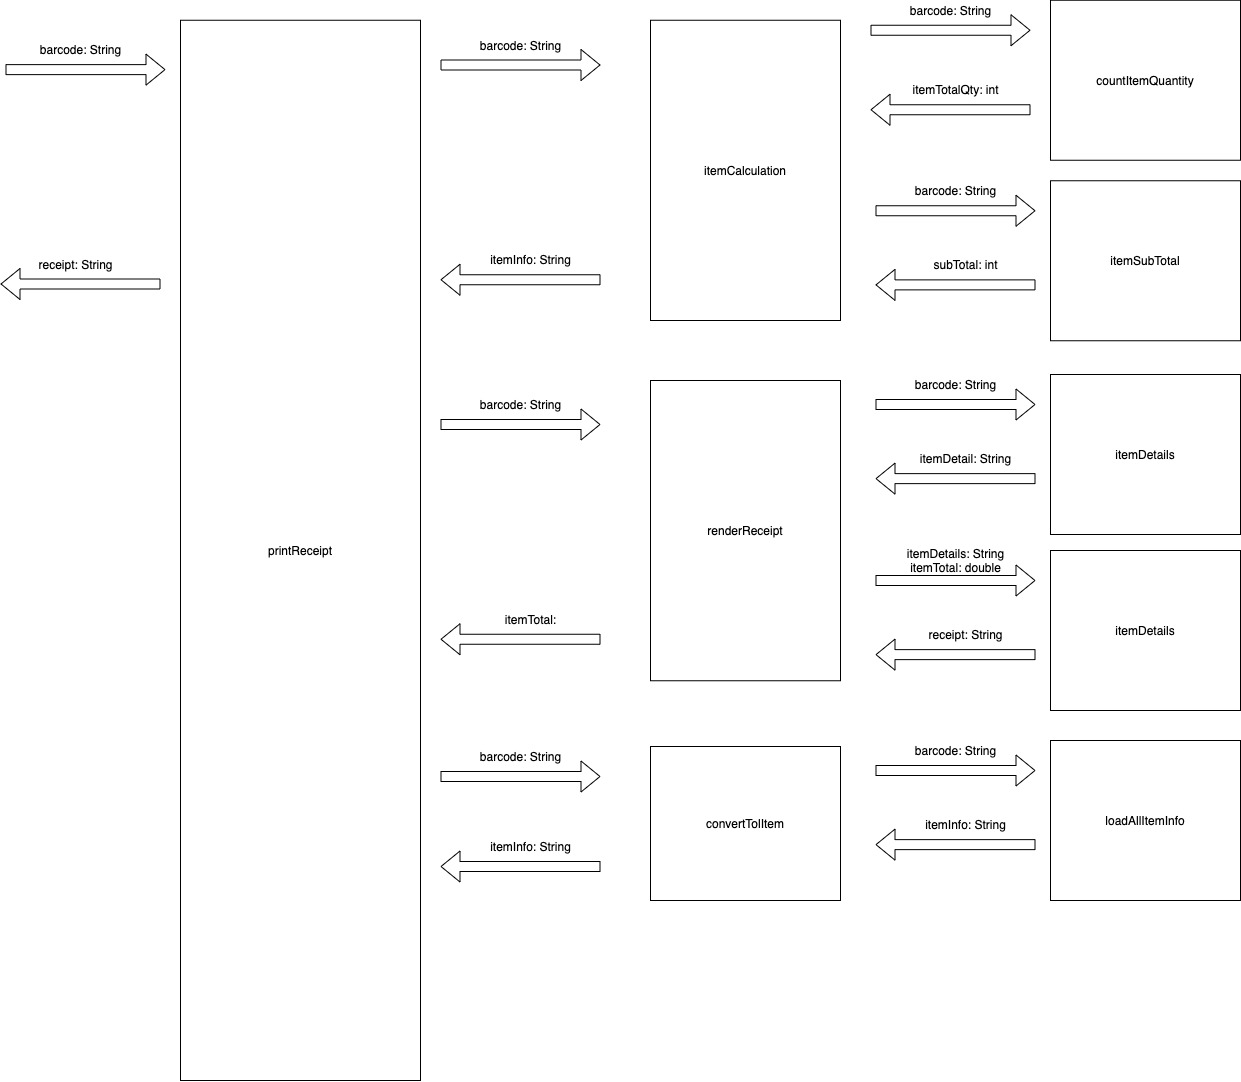 barcode: String
receipt: String
printReceipt
barcode: String
itemInfo: String
itemCalculation
barcode: String
itemTotalQty: int
countItemQuantity
barcode: String
subTotal: int
itemSubTotal
barcode: String
itemTotal:
renderReceipt
barcode: String
itemDetail: String
itemDetails
itemDetails: String
itemTotal: double
receipt: String
itemDetails
barcode: String
itemInfo: String
convertToIItem
barcode: String
itemInfo: String
loadAllItemInfo